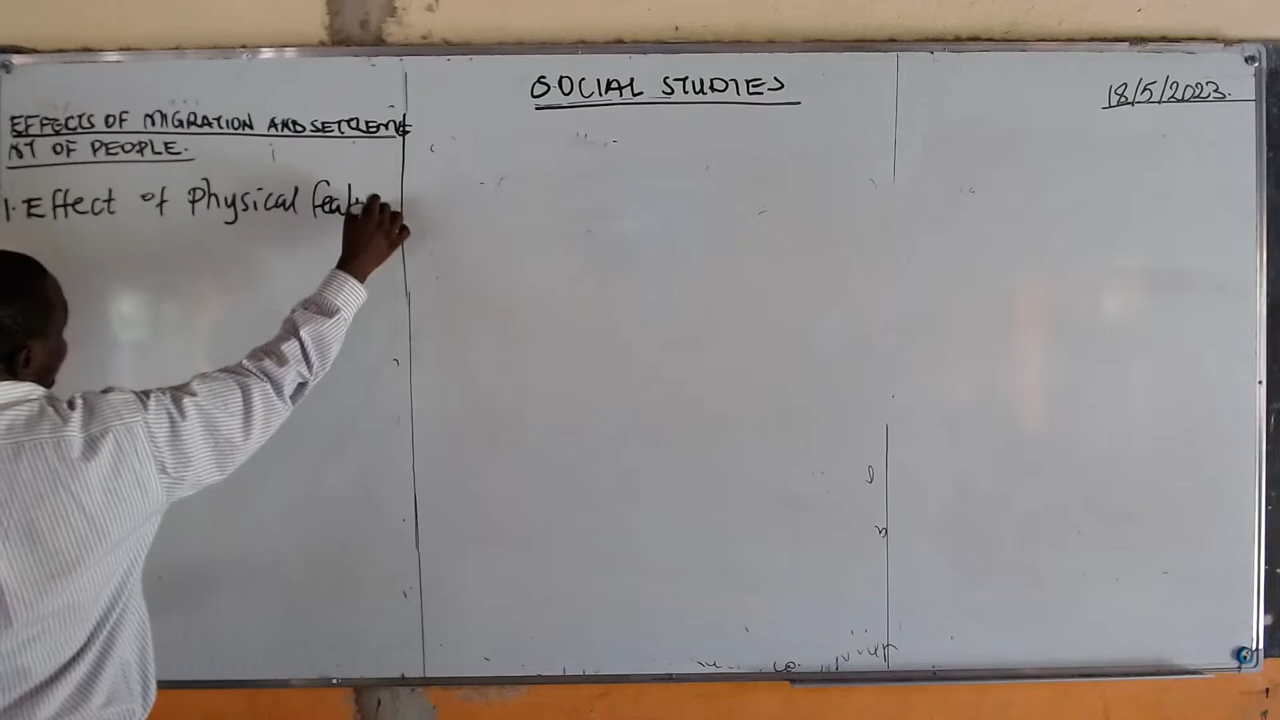 SOCIAL STUDIES
18/5/2023.
EFFECTS OF MIGRATION AND SETTLEME
NT OF PEOPLE.
1. Effect of Physical feat